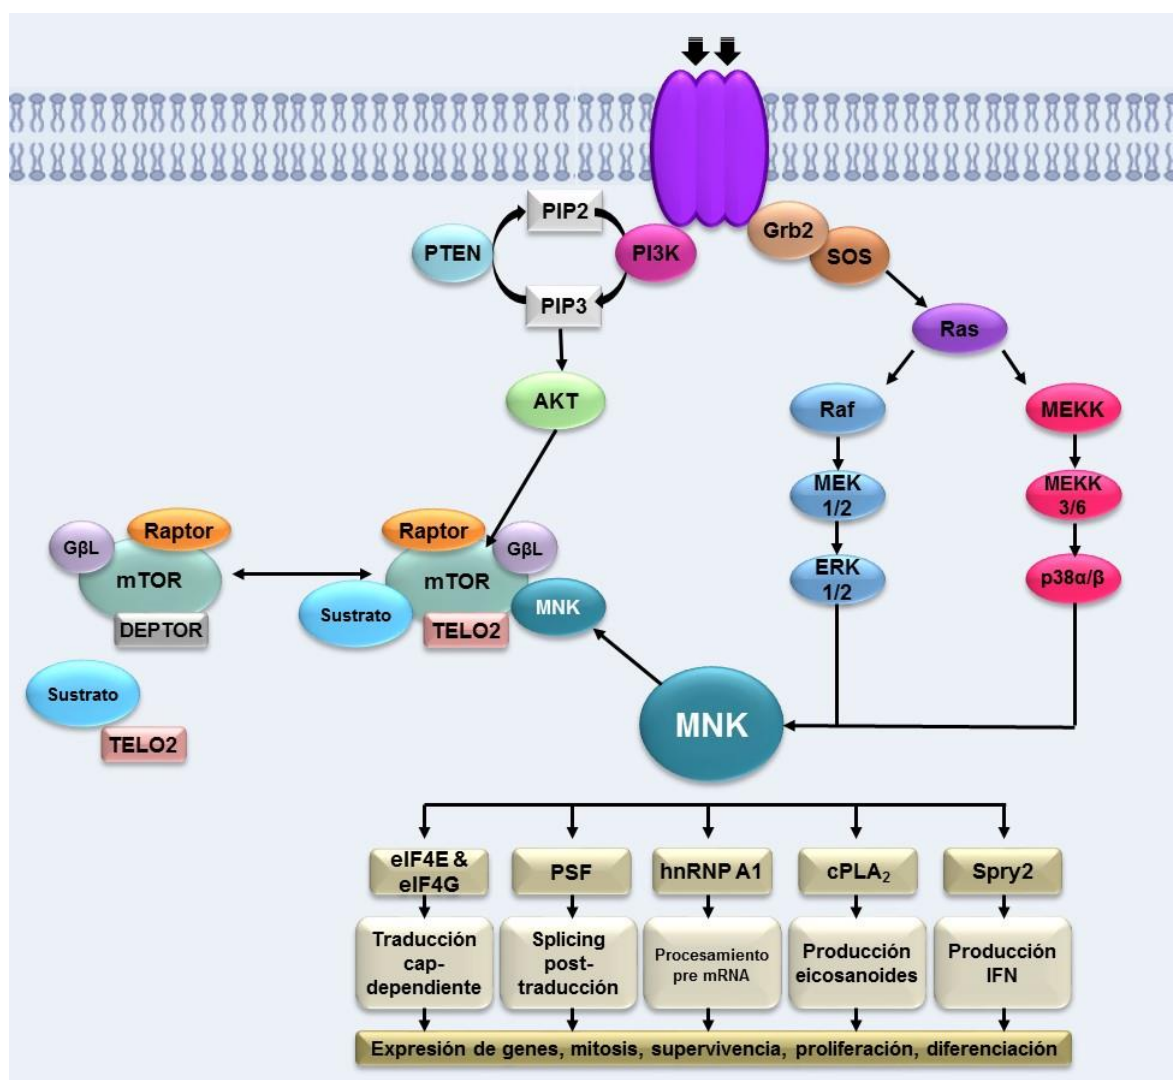 PIP2
PTEN
PI3K
PIP3
Grb2
SOS
Ras
AKT
Raf
MEKK
MEK
1/2
MEKK
3/6
ERK
1/2
p38α/β
GβL
Raptor
mTOR
DEPTOR
Raptor
GβL
mTOR
Sustrato
MNK
TELO2
Sustrato
TELO2
MNK
eIF4E &
eIF4G
PSF
hnRNP A1
cPLA₂
Spry2
Traducción
cap-
dependiente
Splicing
post-
traducción
Procesamiento
pre mRNA
Producción
eicosanoides
Producción
IFN
Expresión de genes, mitosis, supervivencia, proliferación, diferenciación